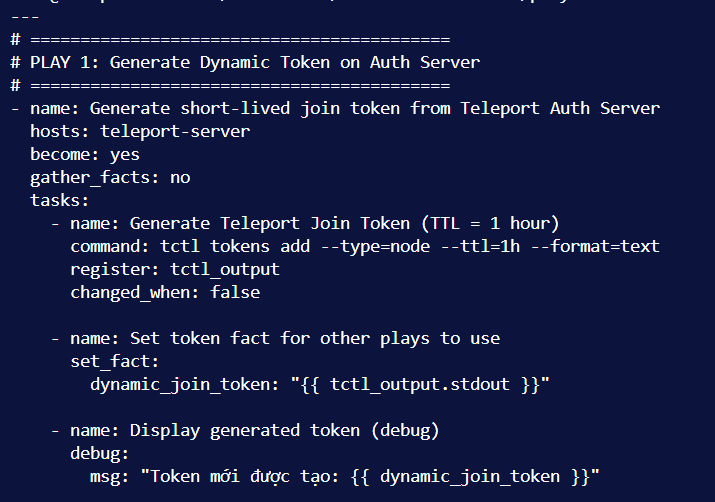 ---
# ==========================================
# PLAY 1: Generate Dynamic Token on Auth Server
# ==========================================
- name: Generate short-lived join token from Teleport Auth Server
  hosts: teleport-server
  become: yes
  gather_facts: no
  tasks:
    - name: Generate Teleport Join Token (TTL = 1 hour)
      command: tctl tokens add --type=node --ttl=1h --format=text
      register: tctl_output
      changed_when: false

    - name: Set token fact for other plays to use
      set_fact:
        dynamic_join_token: "{{ tctl_output.stdout }}"

    - name: Display generated token (debug)
      debug:
        msg: "Token mới được tạo: {{ dynamic_join_token }}"